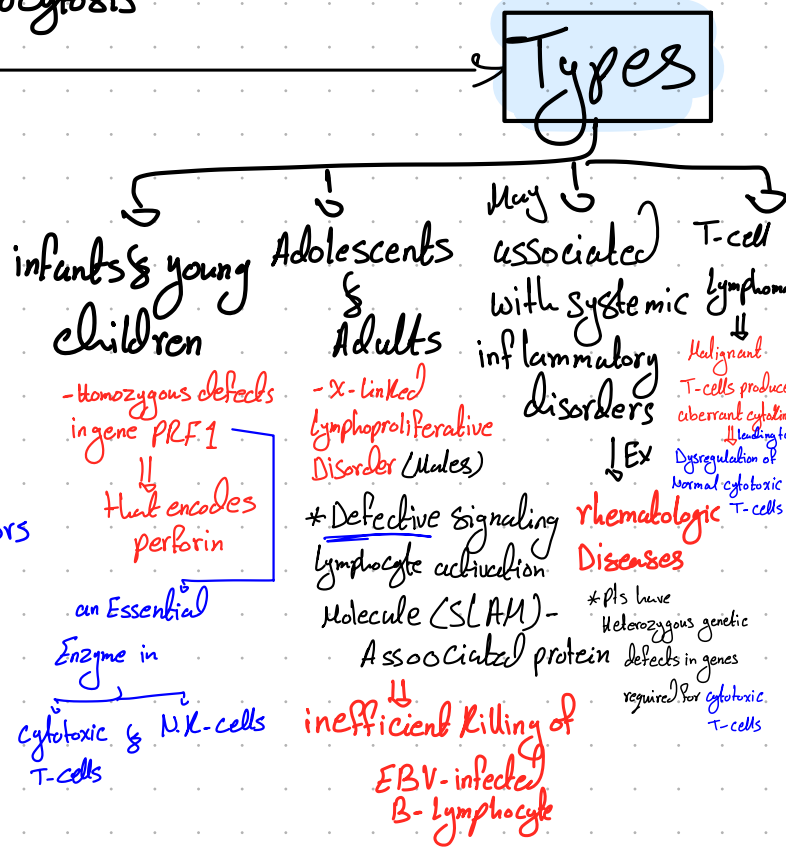 Types
infants & young
children
-Homozygous defects
in gene PRF1
that encodes
perforin
an Essential
Enzyme in
cytotoxic & N.K-cells
T-cells
Adolescents
&
Adults
-X-linked
lymphoproliferative
Disorder (Males)
*Defective signaling
lymphocyte activation
Molecule (SLAM)-
Associated protein
inefficient killing of
EBV-infected
B-Lymphocyte
May
associated
with systemic
inflammatory
disorders
Ex
rhematologic
Diseases
*pts have
Heterozygous genetic
defects in genes
required for cytotoxic
T-cells
T-cell
Malignant
T-cells produce
aberrant
leading to
Dysregulation of
Normal cytotoxic
T-cells